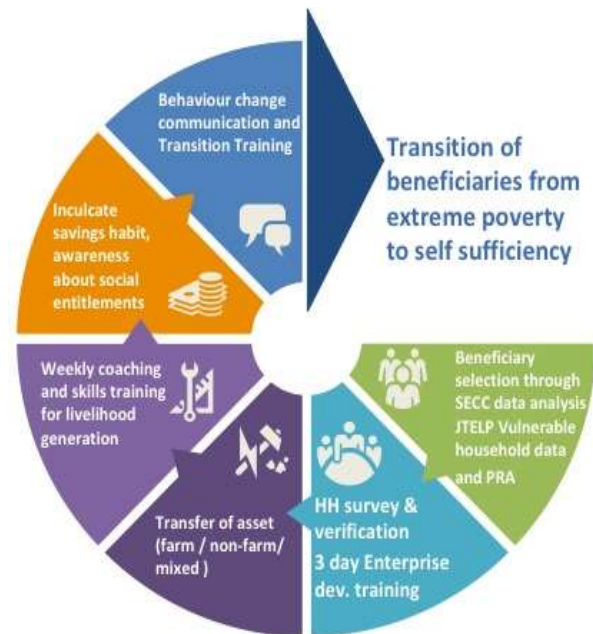 Behaviour change
communication and
Transition Training
Transition of
beneficiaries from
extreme poverty
to self sufficiency
Inculcate
savings habit,
awareness
about social
entitlements
Weekly coaching
and skills training
for livelihood
generation
Transfer of asset
(farm / non-farm/
mixed )
HH survey &
verification
3 day Enterprise
dev. training
Beneficiary
selection through
SECC data analysis
JTELP Vulnerable
household data
and PRA